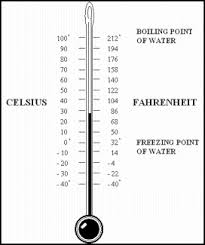 BOILING POINT
OF WATER
100° 212°
90 194
80 176
70 158
60 140
50 122
40 104
CELSIUS
30 86
FAHRENHEIT
20 68
10 50
0 32°
FREEZING POINT
OF WATER
- 10 14
- 20 - 4
- 30 - 22
- 40° - 40°